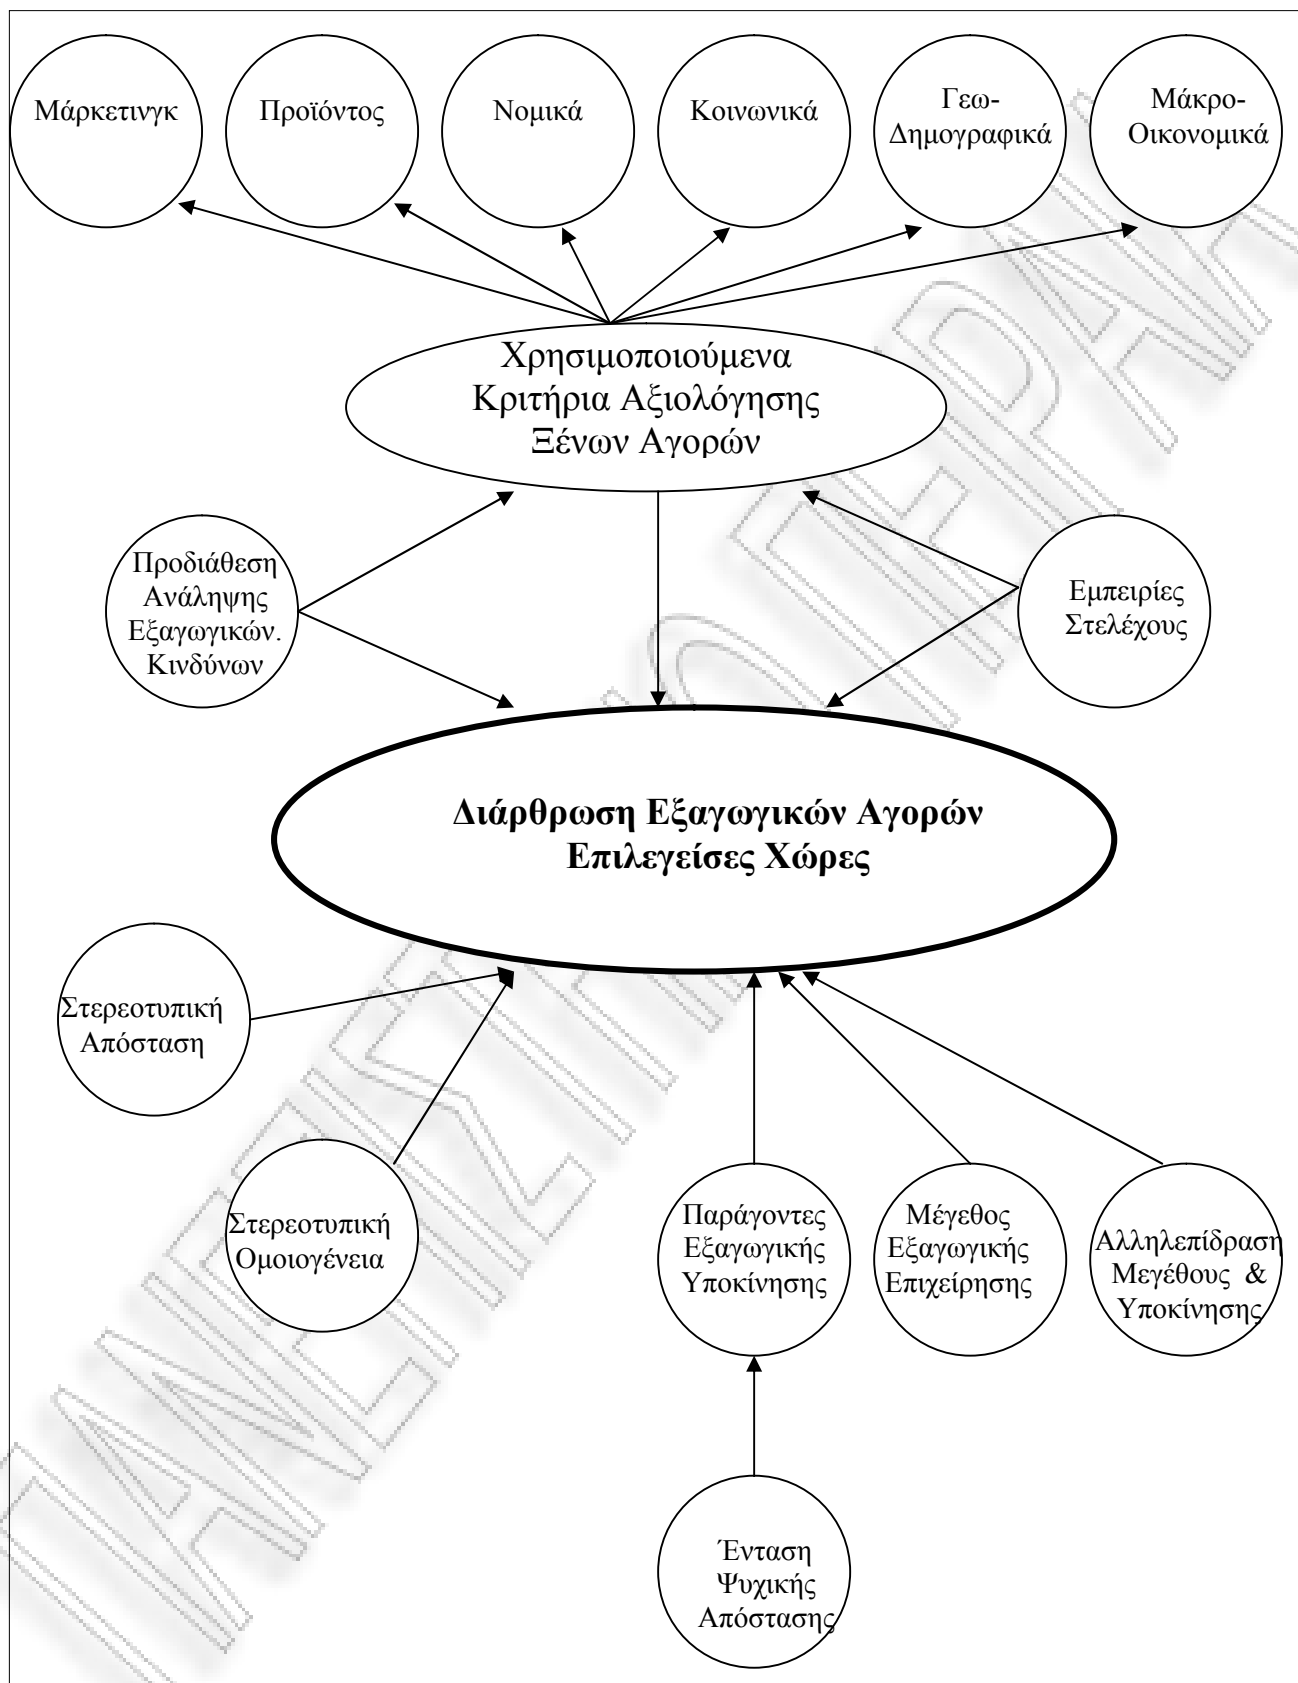 Μάρκετινγκ
Προϊόντος
Νομικά
Κοινωνικά
Γεω-
Δημογραφικά
Μάκρο-
Οικονομικά
Χρησιμοποιούμενα
Κριτήρια Αξιολόγησης
Ξένων Αγορών
Προδιάθεση
Ανάληψης
Εξαγωγικών.
Κινδύνων
Εμπειρίες
Στελέχους
Διάρθρωση Εξαγωγικών Αγορών
Επιλεγείσες Χώρες
Στερεοτυπική
Απόσταση
Στερεοτυπική
Ομοιογένεια
Παράγοντες
Εξαγωγικής
Υποκίνησης
Μέγεθος
Εξαγωγικής
Επιχείρησης
Αλληλεπίδραση
Μεγέθους &
Υποκίνησης
Ένταση
Ψυχικής
Απόστασης